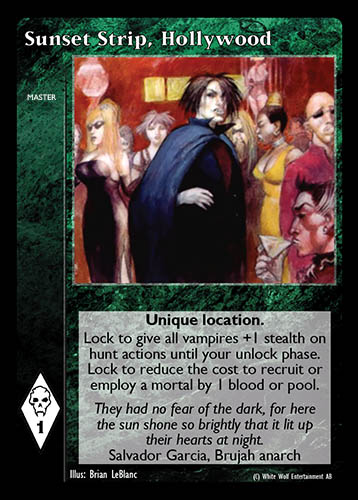 Sunset Strip, Hollywood
MASTER
Unique location.
Lock to give all vampires +1 stealth on
hunt actions until your unlock phase.
Lock to reduce the cost to recruit or
employ a mortal by 1 blood or pool.
They had no fear of the dark, for here
the sun shone so brightly that it lit up
their hearts at night.
Salvador Garcia, Brujah anarch
1
Illus: Brian LeBlanc
(C) White Wolf Entertainment AB